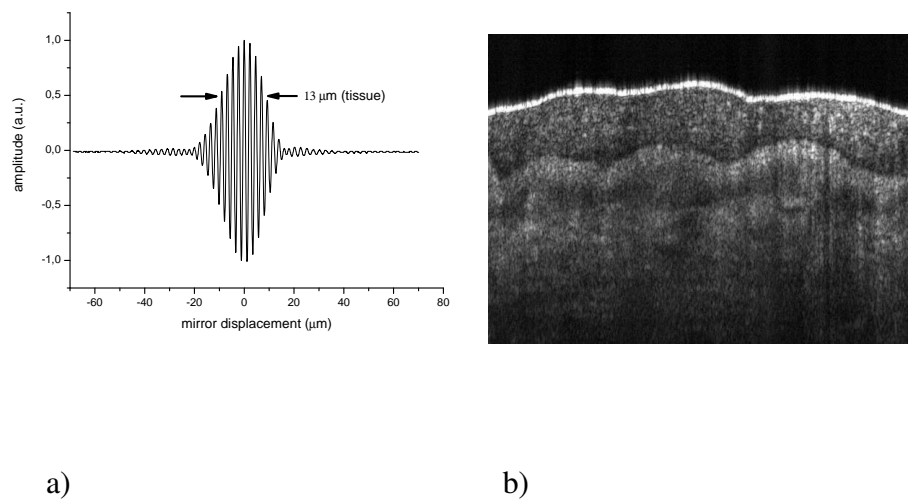 1,0
0,5
0,0
-0,5
-1,0
amplitude (a.u.)
13 μm (tissue)
-60 -40 -20 0 20 40 60 80
mirror displacement (μm)
a) b)